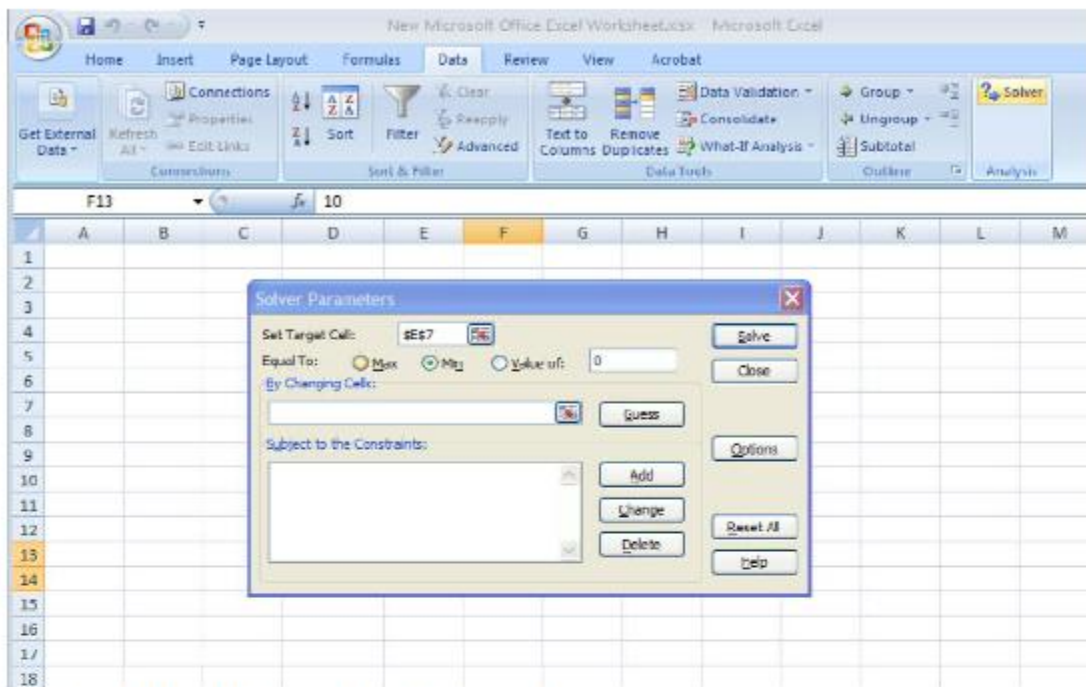 New Microsoft Office Excel Worksheet.xlsx Microsoft Excel
Home Insert Page Layout Formulas Data Review View Acrobat
Get External Data
Refresh All
Connections
Properties
Edit Links
Connections
Sort
Filter
Clear
Reapply
Advanced
Sort & Filter
Text to Columns
Remove Duplicates
Data Validation
Consolidate
What-If Analysis
Data Tools
Group
Ungroup
Subtotal
Outline
Solver
Analysis
F13 fx 10
A B C D E F G H I J K L M
1
2
3
4
5
6
7
8
9
10
11
12
13
14
15
16
17
18
Solver Parameters
Set Target Cell: $E$7
Equal To: Max Min Value of: 0
By Changing Cells:
Guess
Subject to the Constraints:
Add
Change
Delete
Solve
Close
Options
Reset All
Help